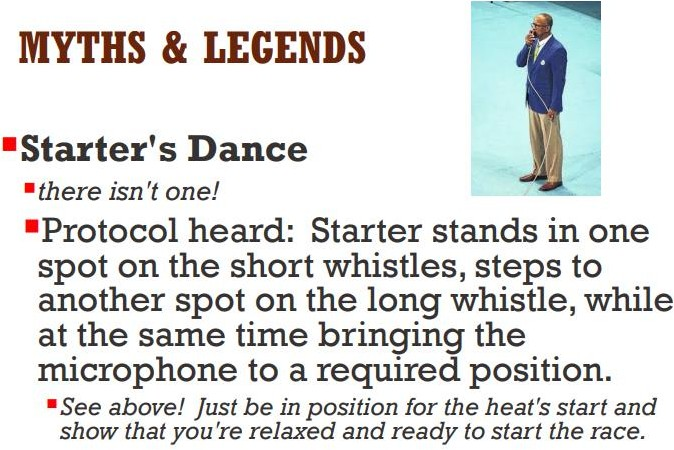 MYTHS & LEGENDS
Starter's Dance
there isn't one!
Protocol heard:  Starter stands in one
spot on the short whistles, steps to
another spot on the long whistle, while
at the same time bringing the
microphone to a required position.
See above!  Just be in position for the heat's start and
show that you're relaxed and ready to start the race.